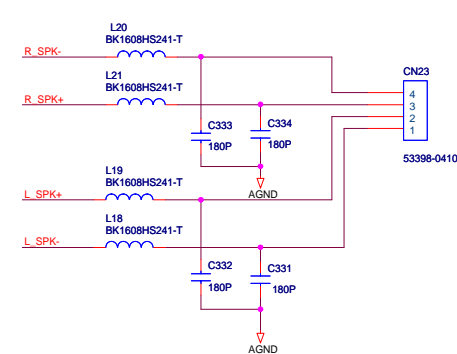 L20
BK1608HS241-T
R_SPK-
L21
BK1608HS241-T
R_SPK+
CN23
4
3
2
1
53398-0410
C333
180P
C334
180P
AGND
L19
BK1608HS241-T
L_SPK+
L18
BK1608HS241-T
L_SPK-
C332
180P
C331
180P
AGND